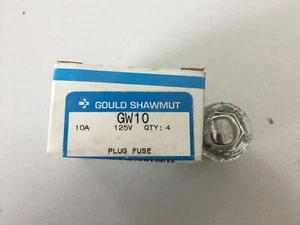 GOULD SHAWMUT
GW10
10A 125V QTY: 4
PLUG FUSE